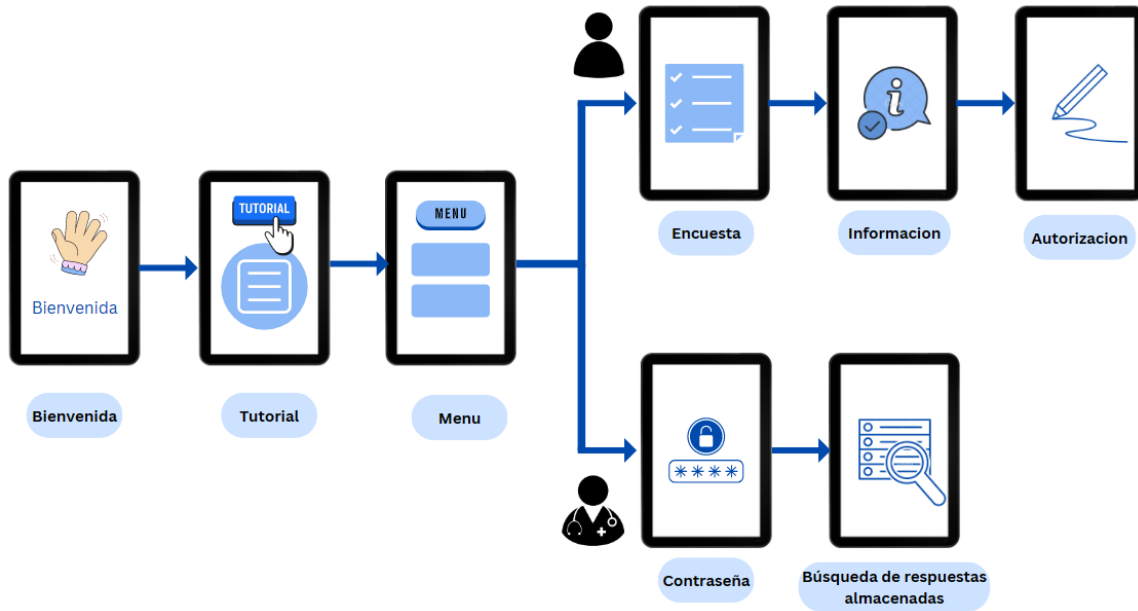 Encuesta
Informacion
Autorizacion
Bienvenida
TUTORIAL
MENU
Bienvenida
Tutorial
Menu
****
Contraseña
Búsqueda de respuestas
almacenadas